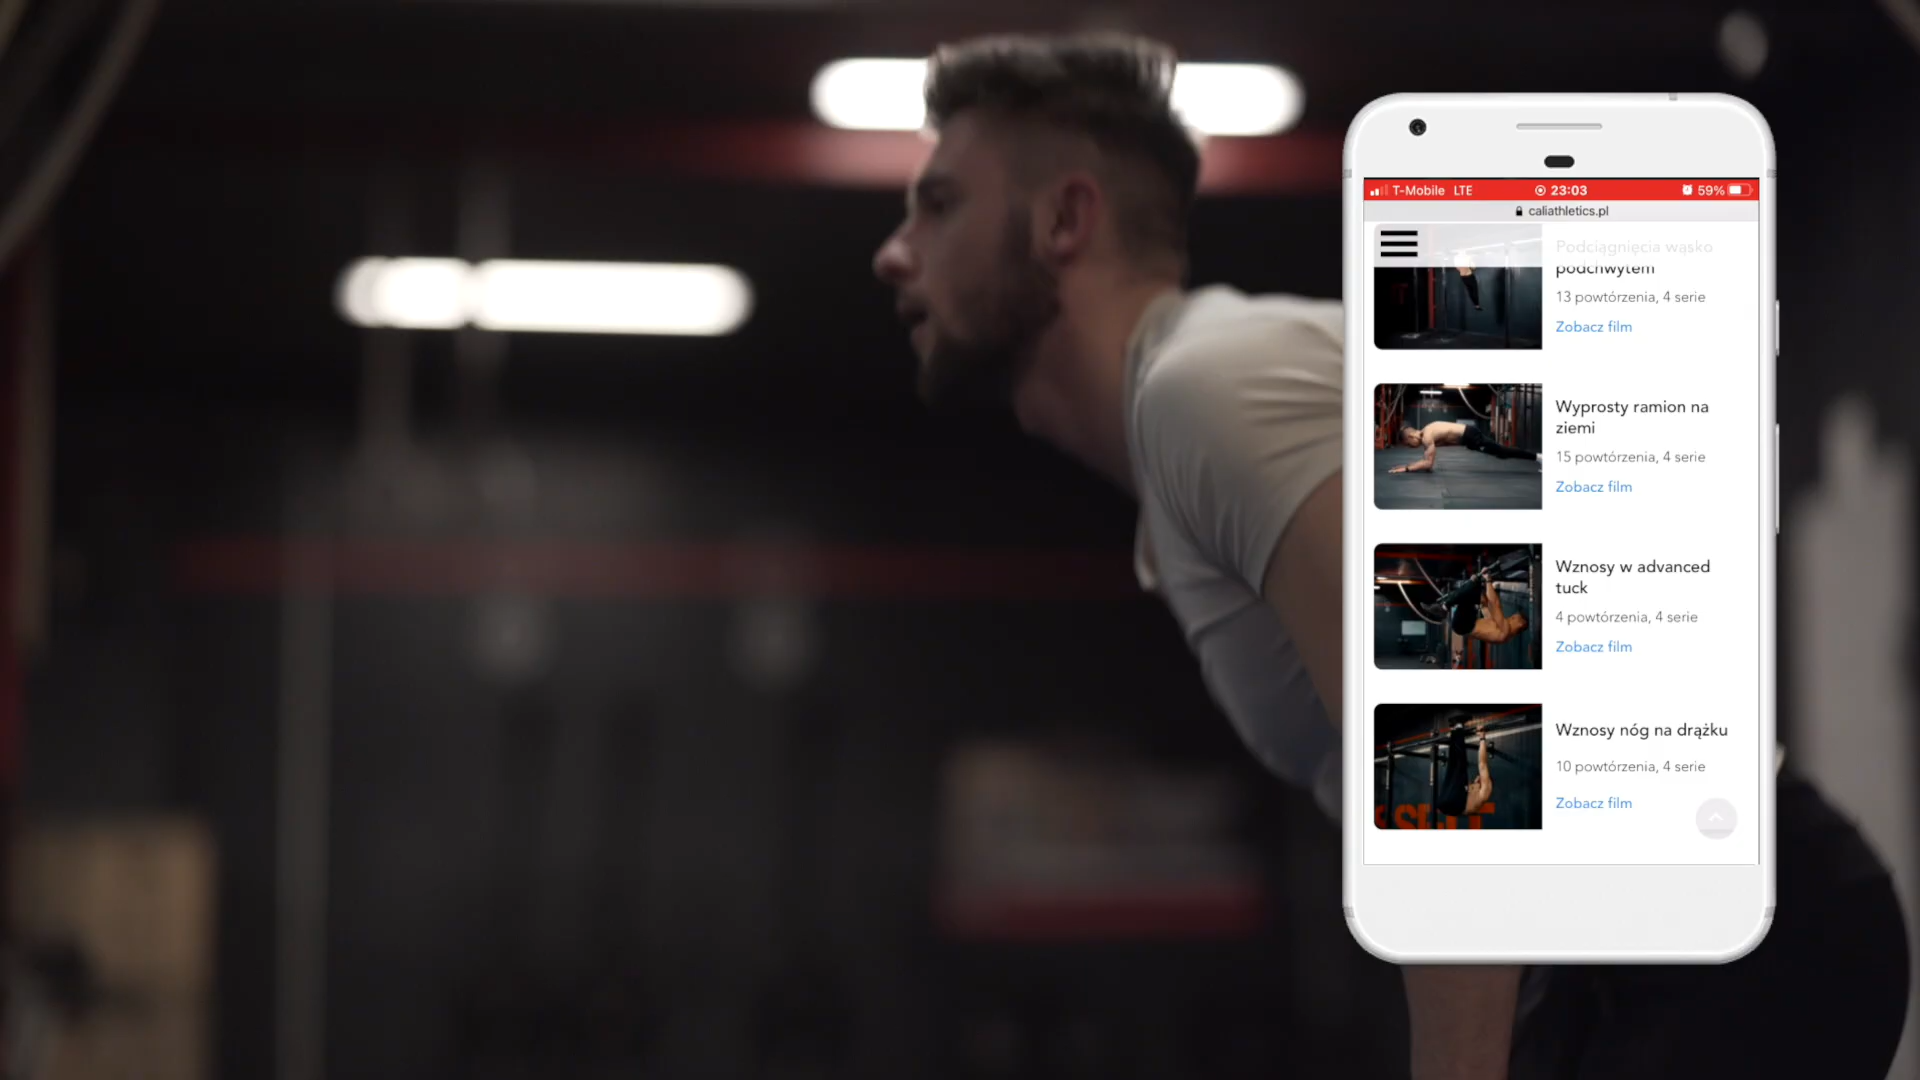 T-Mobile LTE 23:03 59%
caliathletics.pl
Podciągnięcia wąsko
podchwytem
13 powtórzenia, 4 serie
Zobacz film
Wyprosty ramion na
ziemi
15 powtórzenia, 4 serie
Zobacz film
Wznosy w advanced
tuck
4 powtórzenia, 4 serie
Zobacz film
Wznosy nóg na drążku
10 powtórzenia, 4 serie
Zobacz film